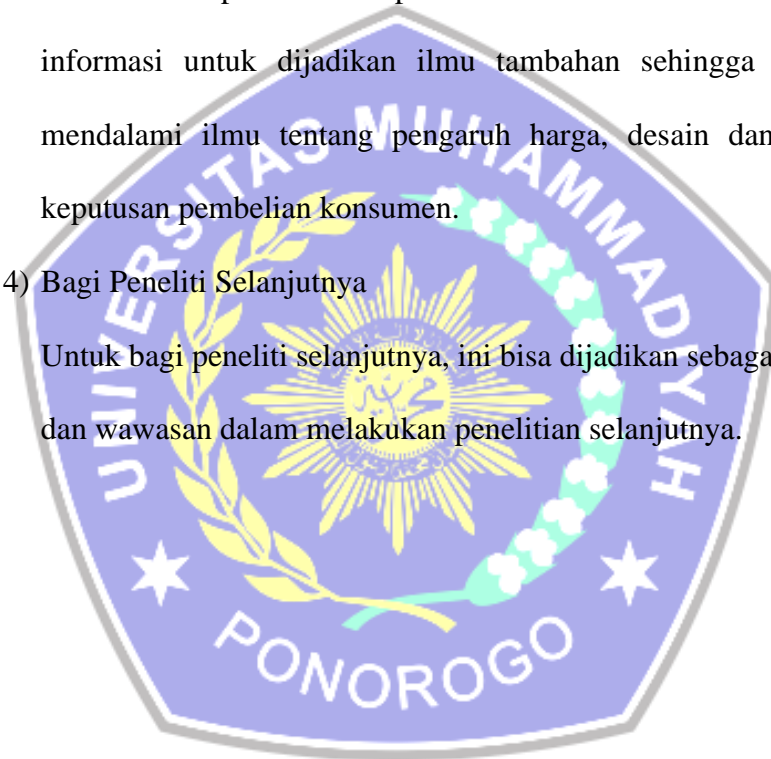 informasi untuk dijadikan ilmu tambahan sehingga
mendalami ilmu tentang pengaruh harga, desain dan
keputusan pembelian konsumen.
4) Bagi Peneliti Selanjutnya
Untuk bagi peneliti selanjutnya, ini bisa dijadikan sebaga
dan wawasan dalam melakukan penelitian selanjutnya.
UNIVERSITAS MUHAMMADIYAH
PONOROGO